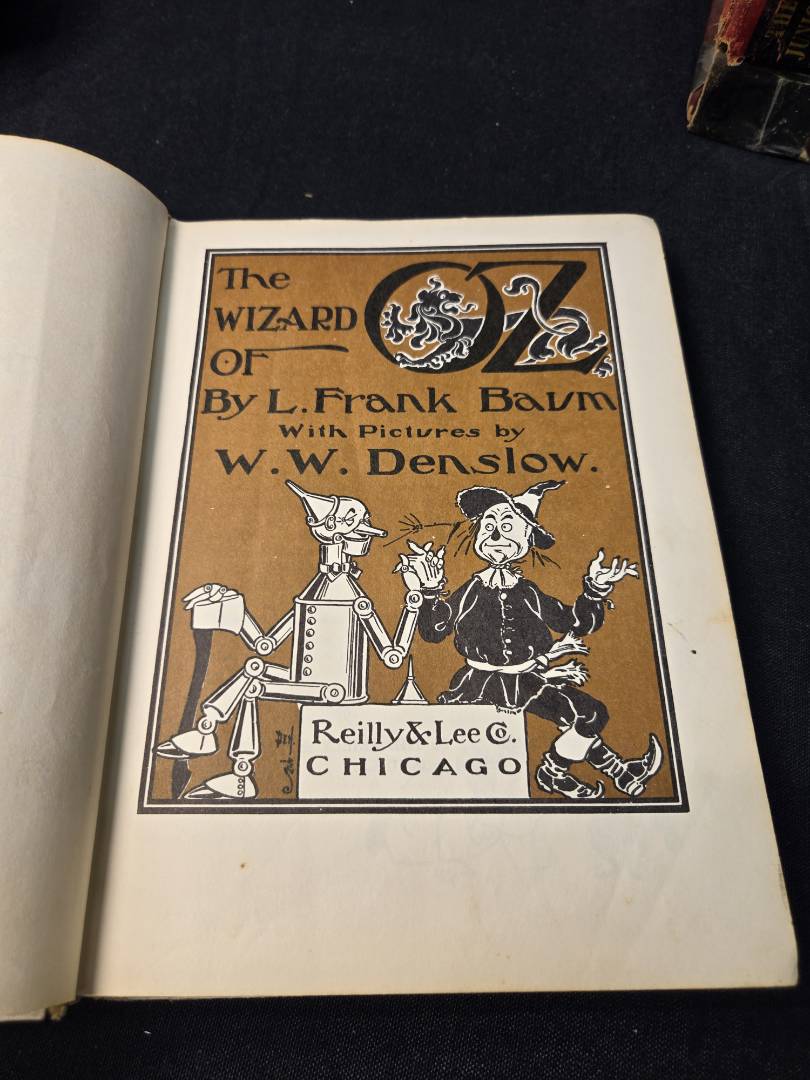 The
WIZARD
OF
OZ
By L. Frank Baum
With Pictures by
W. W. Denslow.
Reilly & Lee Co.
CHICAGO